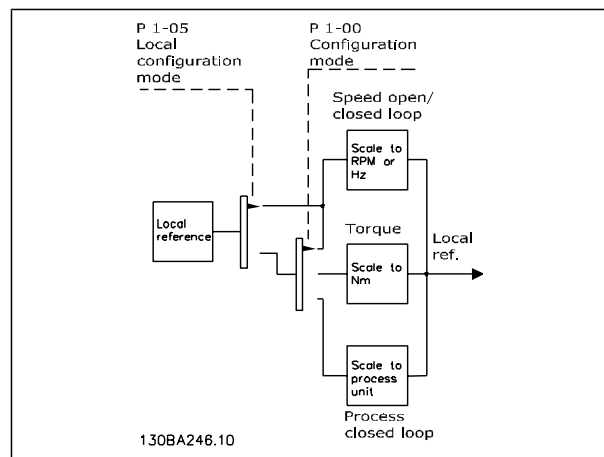 P 1-05
Local
configuration
mode
P 1-00
Configuration
mode
Speed open/
closed loop
Scale to
RPM or
Hz
Local
reference
Torque
Scale to
Nm
Local
ref.
Scale to
process
unit
Process
closed loop
130BA246.10